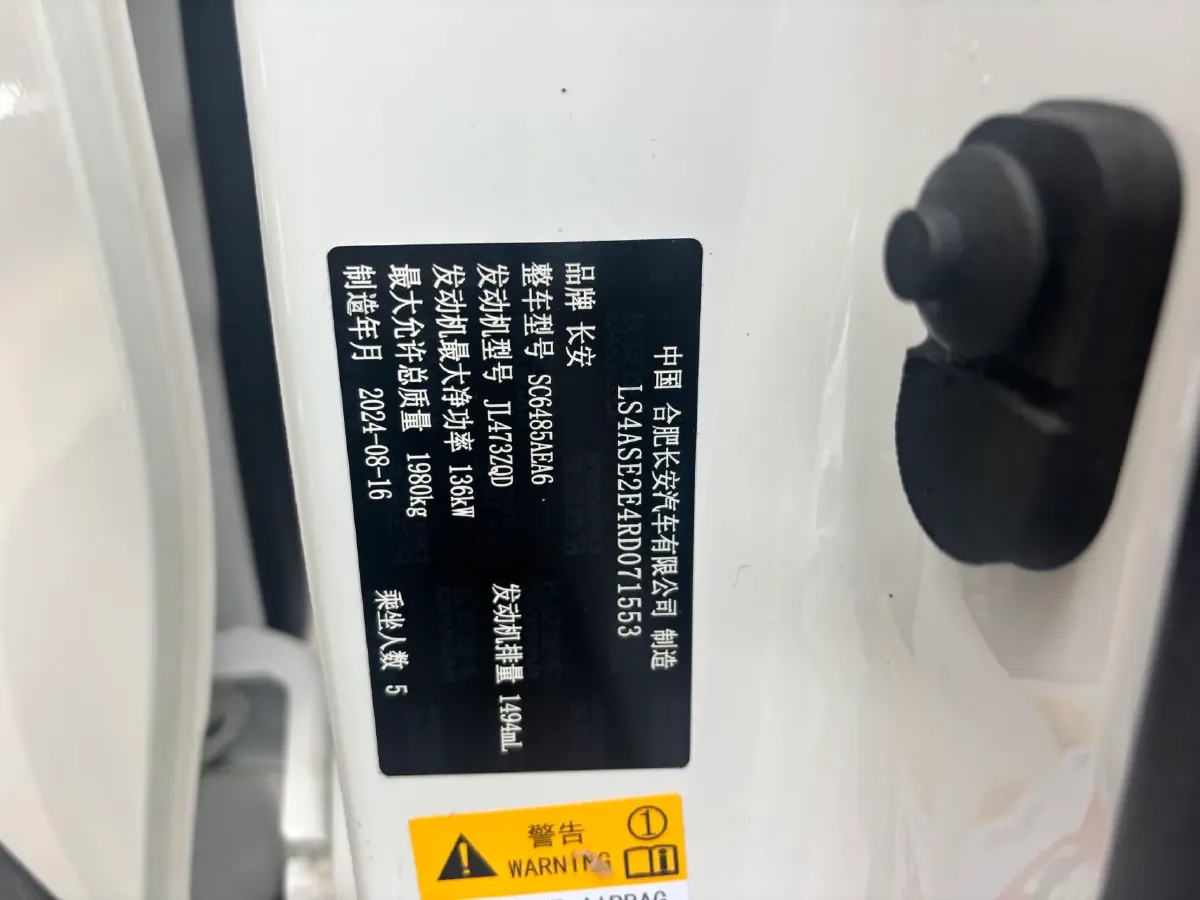 中国 合肥长安汽车有限公司 制造
LS4ASE2E4RD071553
品牌 长安
整车型号 SC6485AEA6
发动机型号 JL473ZQD 发动机排量 1494mL
发动机最大净功率 136kW
最大允许总质量 1980kg
制造年月 2024-08-16 乘坐人数 5
警告 ①
WARNING
AIRBAG